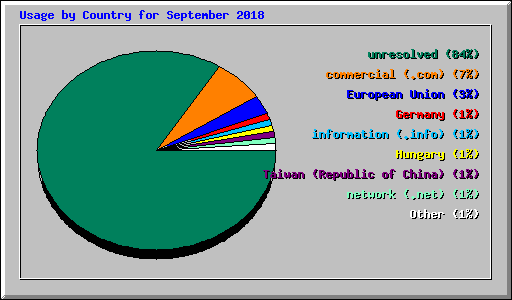 Usage by Country for September 2018
unresolved (84%)
commercial (.com) (7%)
European Union (3%)
Germany (1%)
information (.info) (1%)
Hungary (1%)
Taiwan (Republic of China) (1%)
network (.net) (1%)
Other (1%)